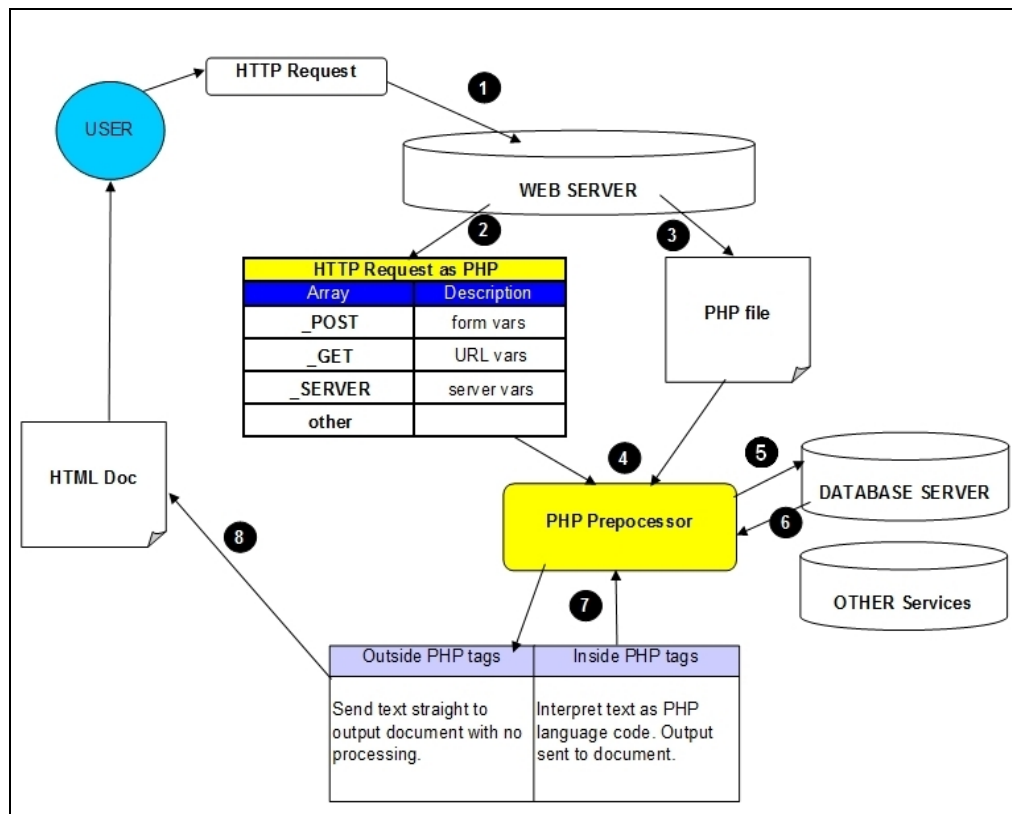 HTTP Request
1
USER
WEB SERVER
2
3
HTTP Request as PHP
Array Description
_POST form vars
_GET URL vars
_SERVER server vars
other
PHP file
HTML Doc
4
5
DATABASE SERVER
PHP Prepocessor
6
8
7
OTHER Services
Outside PHP tags
Send text straight to
output document with no
processing.
Inside PHP tags
Interpret text as PHP
language code. Output
sent to document.